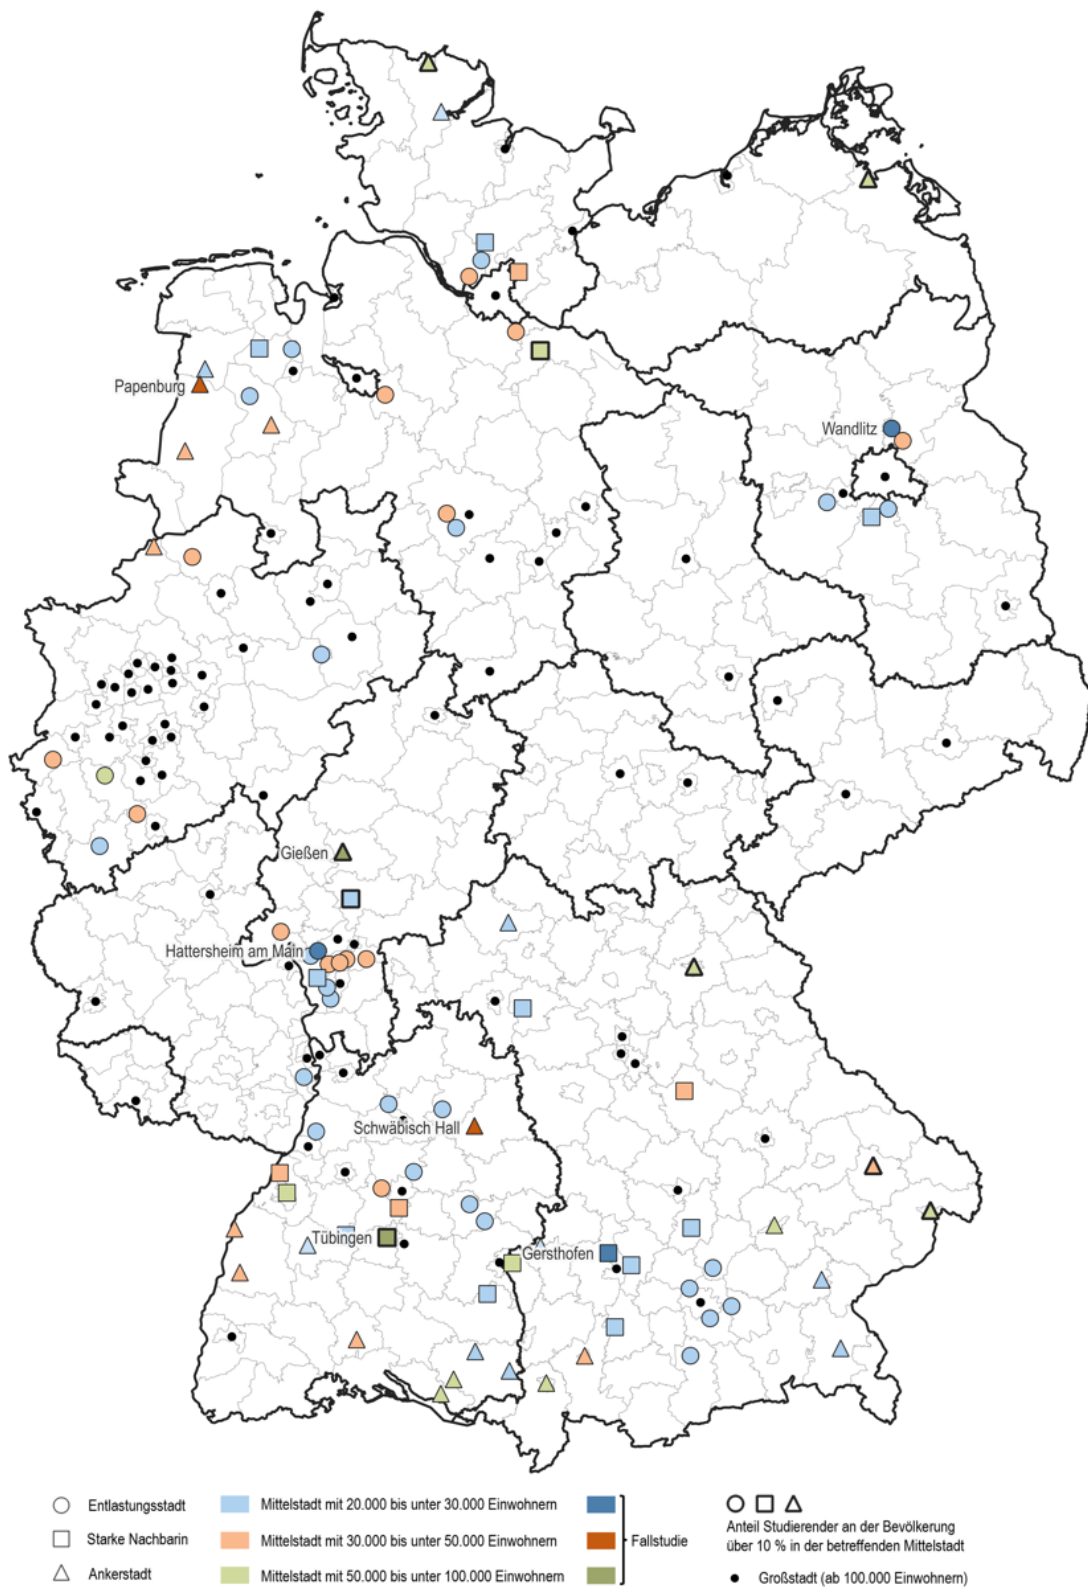 Papenburg
Wandlitz
Gießen
Hattersheim am Main
Schwäbisch Hall
Tübingen
Gersthofen
Entlastungsstadt
Mittelstadt mit 20.000 bis unter 30.000 Einwohnern
Starke Nachbarin
Mittelstadt mit 30.000 bis unter 50.000 Einwohnern
Fallstudie
Anteil Studierender an der Bevölkerung
über 10 % in der betreffenden Mittelstadt
Ankerstadt
Mittelstadt mit 50.000 bis unter 100.000 Einwohnern
Großstadt (ab 100.000 Einwohnern)